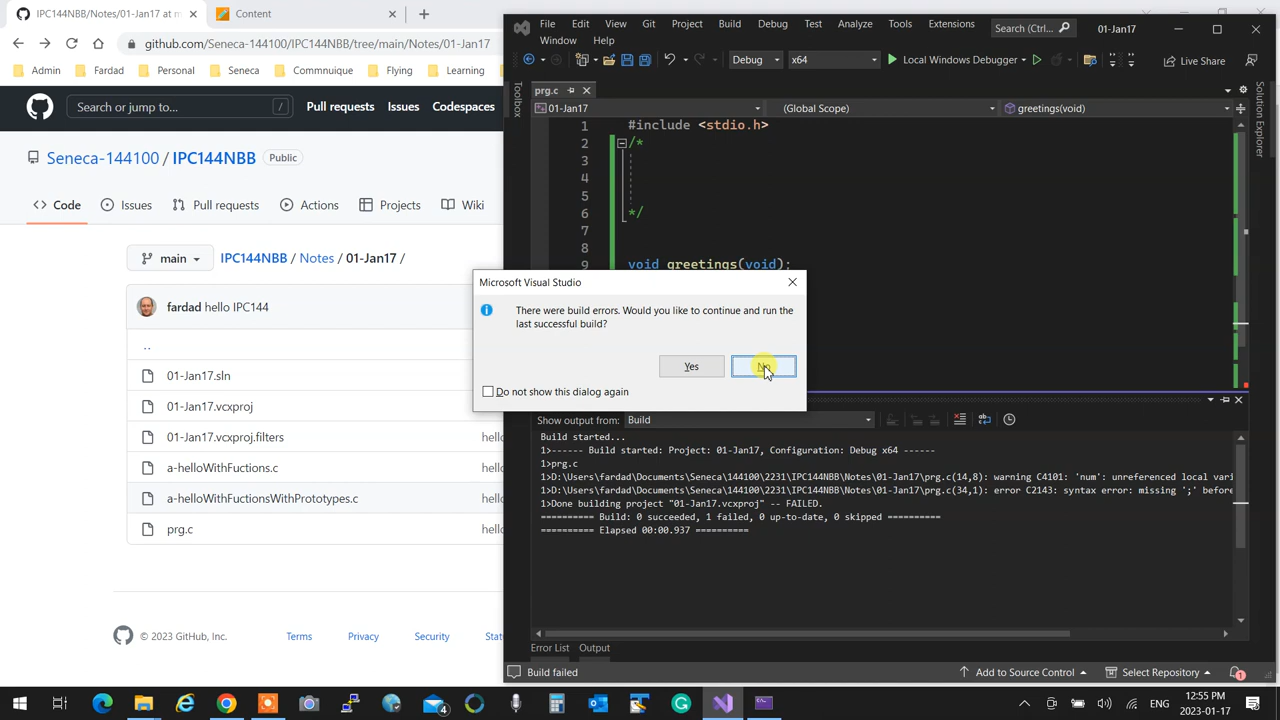 IPC144NBB/Notes/01-Jan17 at m
Content
github.com/Seneca-144100/IPC144NBB/tree/main/Notes/01-Jan17
Admin
Fardad
Personal
Seneca
Commnuique
Flying
Learning
Search or jump to...
/
Pull requests
Issues
Codespaces
Seneca-144100 / IPC144NBB
Public
Code
Issues
Pull requests
Actions
Projects
Wiki
main
IPC144NBB / Notes / 01-Jan17 /
fardad hello IPC144
..
01-Jan17.sln
01-Jan17.vcxproj
hello
01-Jan17.vcxproj.filters
hello
a-helloWithFuctions.c
hello
a-helloWithFuctionsWithPrototypes.c
hello
prg.c
hello
© 2023 GitHub, Inc.
Terms
Privacy
Security
File
Edit
View
Git
Project
Build
Debug
Test
Analyze
Tools
Extensions
Window
Help
Search (Ctrl...
01-Jan17
Debug
x64
Local Windows Debugger
Live Share
Toolbox
Solution Explorer
prg.c
01-Jan17
(Global Scope)
greetings(void)
1 #include <stdio.h>
2 /*
3
4
5
6 */
7
8
9 void greetings(void);
Microsoft Visual Studio
There were build errors. Would you like to continue and run the
last successful build?
Yes
No
Do not show this dialog again
Show output from:
Build
Build started...
1>------ Build started: Project: 01-Jan17, Configuration: Debug x64 ------
1>prg.c
1>D:\Users\fardad\Documents\Seneca\144100\2231\IPC144NBB\Notes\01-Jan17\prg.c(14,8): warning C4101: 'num': unreferenced local vari
1>D:\Users\fardad\Documents\Seneca\144100\2231\IPC144NBB\Notes\01-Jan17\prg.c(34,1): error C2143: syntax error: missing ';' before
1>Done building project "01-Jan17.vcxproj" -- FAILED.
========== Build: 0 succeeded, 1 failed, 0 up-to-date, 0 skipped ==========
========== Elapsed 00:00.937 ==========
Error List
Output
Build failed
Add to Source Control
Select Repository
1
4
ENG
12:55 PM
2023-01-17